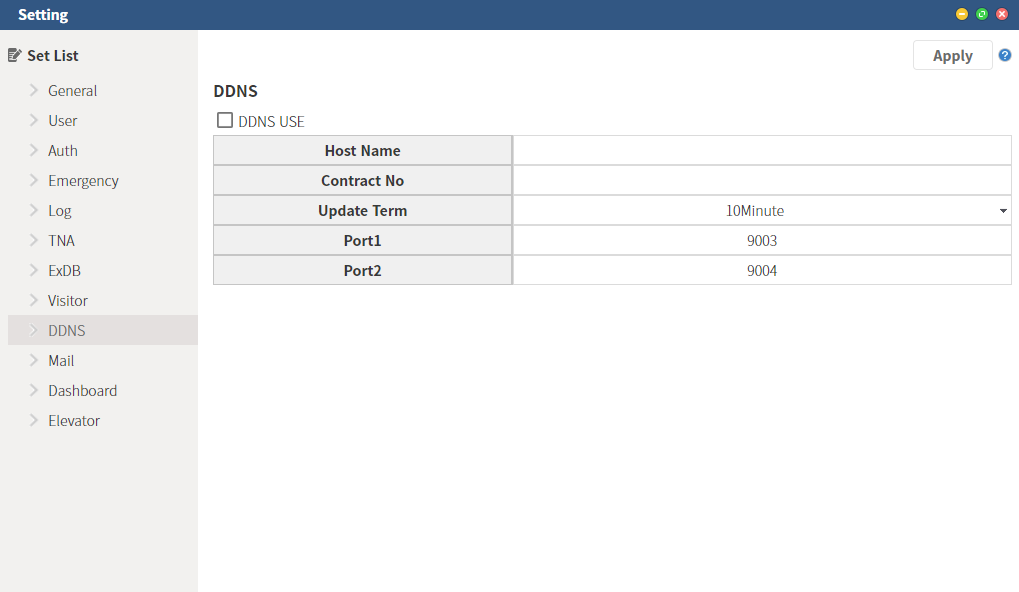 Setting
Set List
General
User
Auth
Emergency
Log
TNA
ExDB
Visitor
DDNS
Mail
Dashboard
Elevator
Apply
DDNS
DDNS USE
Host Name
Contract No
Update Term 10Minute
Port1 9003
Port2 9004